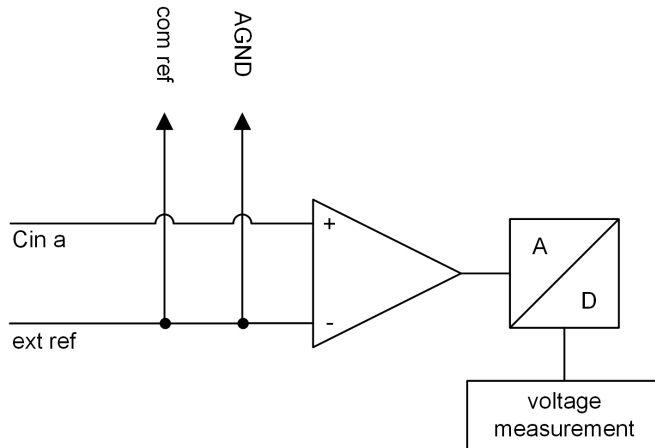 com ref
AGND
Cin a
+
ext ref
-
A
D
voltage
measurement